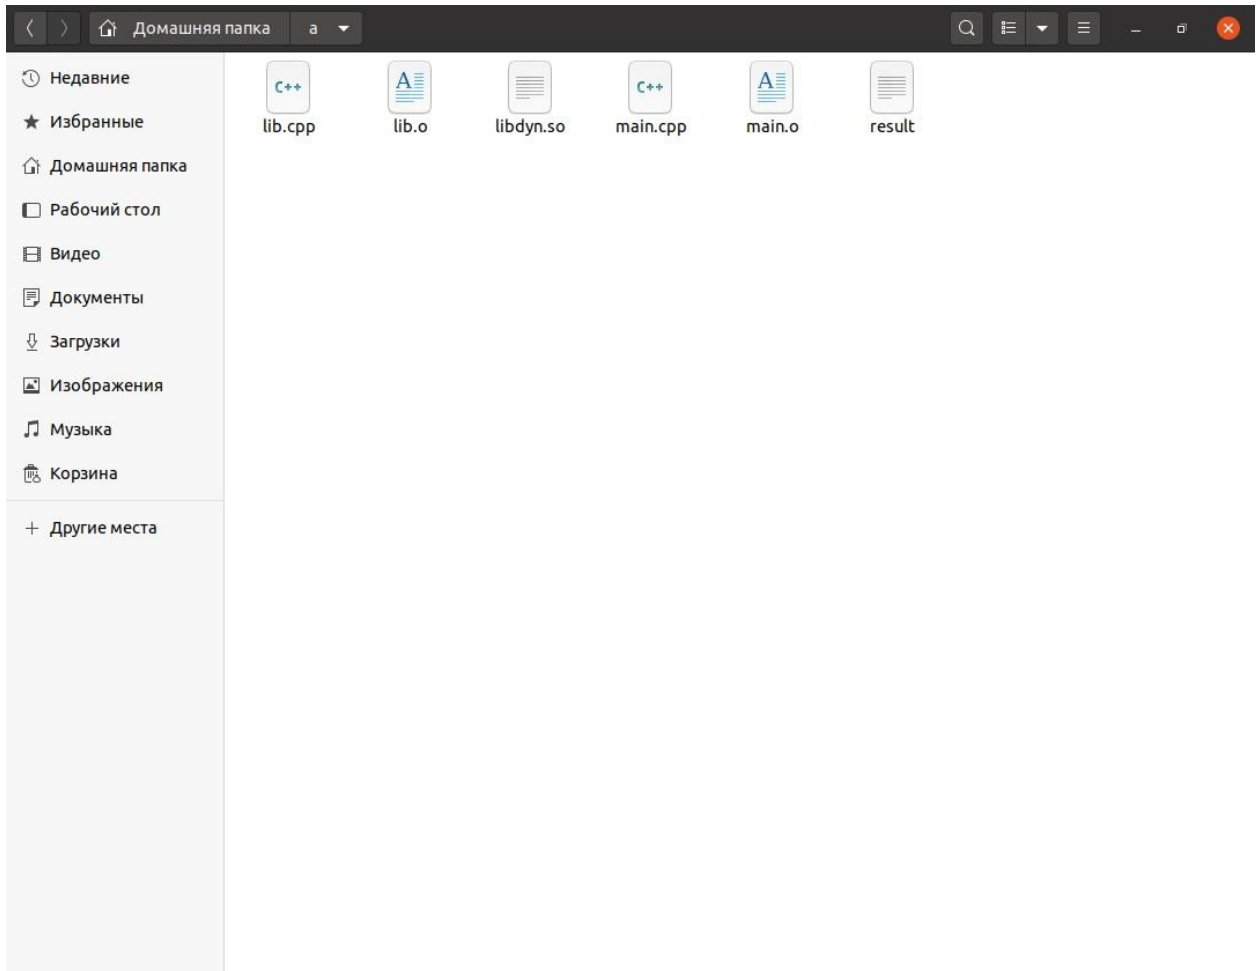 Домашняя папка a
Недавние
Избранные
Домашняя папка
Рабочий стол
Видео
Документы
Загрузки
Изображения
Музыка
Корзина
Другие места
C++ A C++ A
lib.cpp lib.o libdyn.so main.cpp main.o result